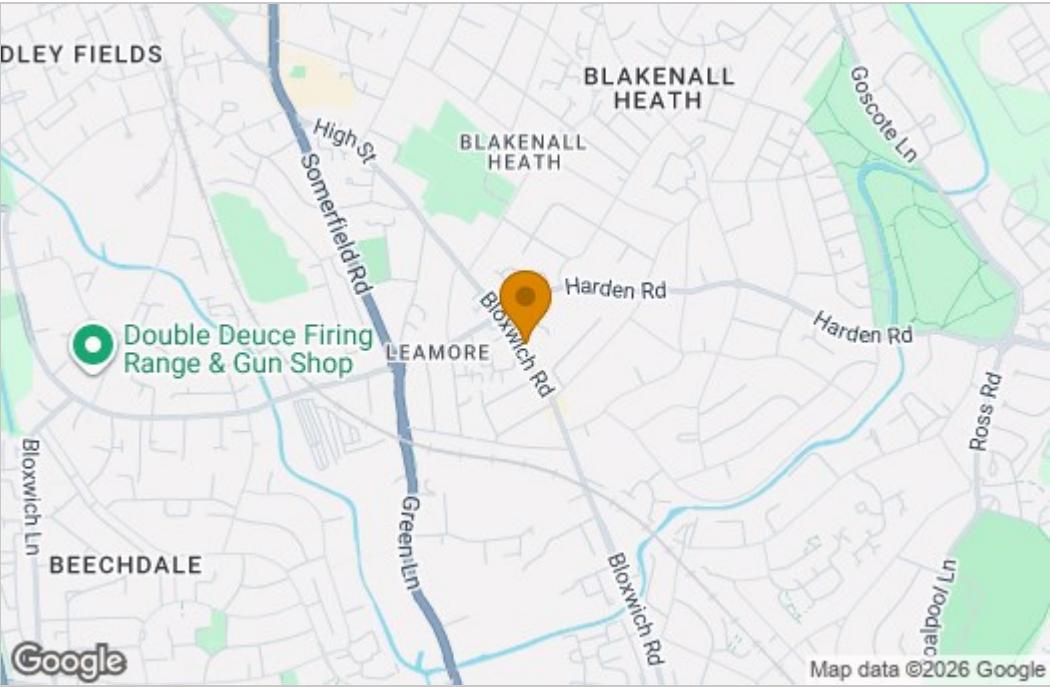 DLEY FIELDS
BLAKENALL
HEATH
Goscote Ln
High St
BLAKENALL
HEATH
Somerfield Rd
Harden Rd
Bloxwich Rd
Harden Rd
Double Deuce Firing
Range & Gun Shop
LEAMORE
Ross Rd
Bloxwich Ln
Green Ln
BEECHDALE
Bloxwich Rd
calpool Ln
Google
Map data ©2026 Google